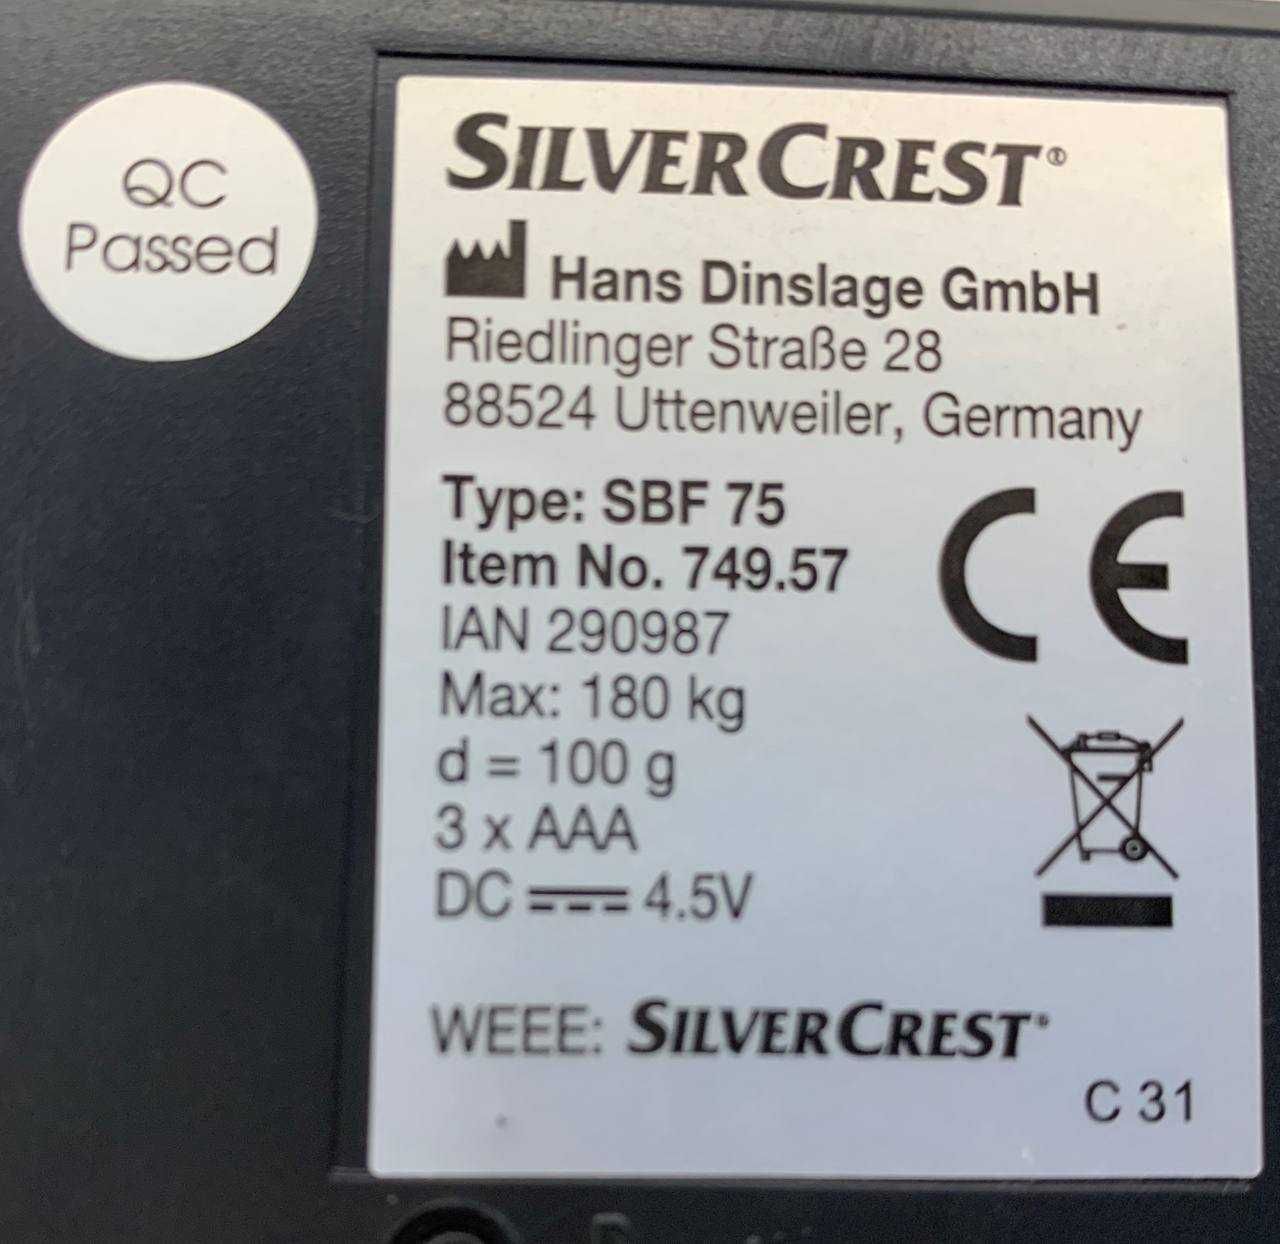 QC
Passed
SILVERCREST®
Hans Dinslage GmbH
Riedlinger Straße 28
88524 Uttenweiler, Germany
Type: SBF 75
Item No. 749.57
IAN 290987
Max: 180 kg
d = 100 g
3 x AAA
DC 4.5V
CE
WEEE: SILVERCREST®
C 31